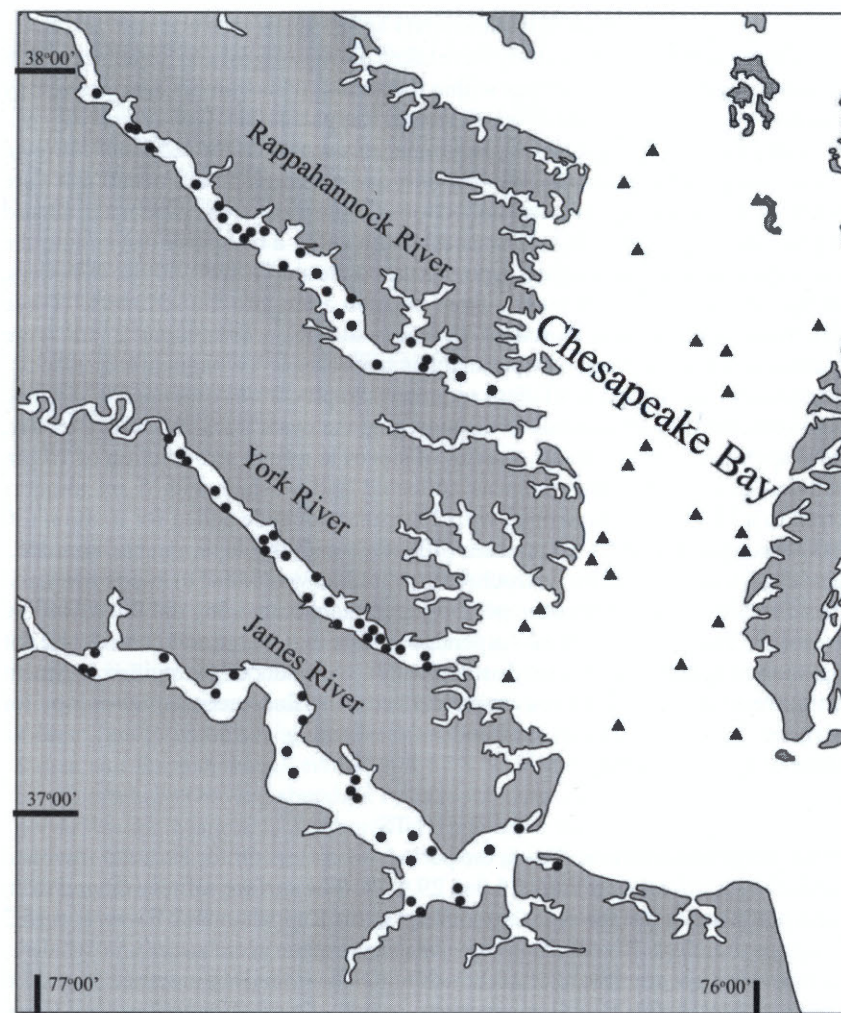 38°00'
Rappahannock River
Chesapeake Bay
York River
James River
37°00'
77°00'
76°00'